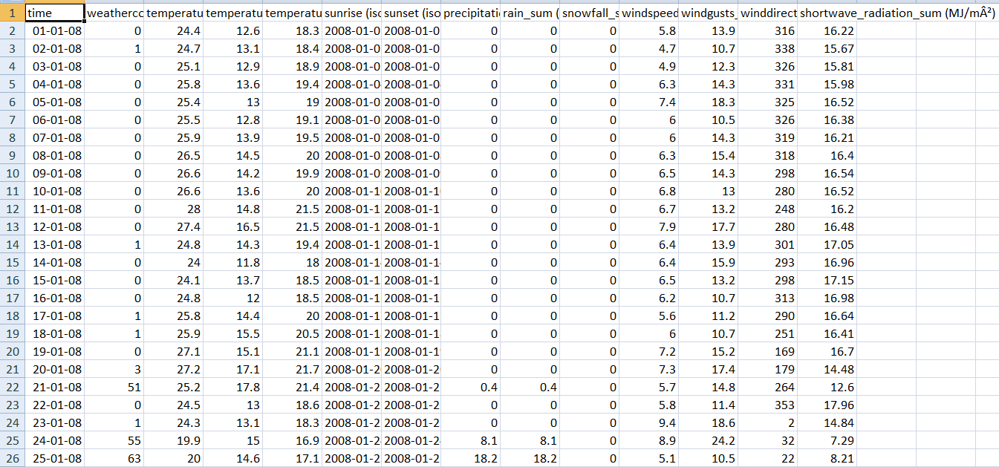 1 time weathercc temperatu temperatu temperatu sunrise (iso sunset (iso precipitati rain_sum ( snowfall_s windspeed windgusts_ winddirect shortwave_radiation_sum (MJ/mÂ²)
2 01-01-08 0 24.4 12.6 18.3 2008-01-0 2008-01-0 0 0 0 5.8 13.9 316 16.22
3 02-01-08 1 24.7 13.1 18.4 2008-01-0 2008-01-0 0 0 0 4.7 10.7 338 15.67
4 03-01-08 0 25.1 12.9 18.9 2008-01-0 2008-01-0 0 0 0 4.9 12.3 326 15.81
5 04-01-08 0 25.8 13.6 19.4 2008-01-0 2008-01-0 0 0 0 6.3 14.3 331 15.98
6 05-01-08 0 25.4 13 19 2008-01-0 2008-01-0 0 0 0 7.4 18.3 325 16.52
7 06-01-08 0 25.5 12.8 19.1 2008-01-0 2008-01-0 0 0 0 6 10.5 326 16.38
8 07-01-08 0 25.9 13.9 19.5 2008-01-0 2008-01-0 0 0 0 6 14.3 319 16.21
9 08-01-08 0 26.5 14.5 20 2008-01-0 2008-01-0 0 0 0 6.3 15.4 318 16.4
10 09-01-08 0 26.6 14.2 19.9 2008-01-0 2008-01-0 0 0 0 6.5 14.3 298 16.54
11 10-01-08 0 26.6 13.6 20 2008-01-1 2008-01-1 0 0 0 6.8 13 280 16.52
12 11-01-08 0 28 14.8 21.5 2008-01-1 2008-01-1 0 0 0 6.7 13.2 248 16.2
13 12-01-08 0 27.4 16.5 21.5 2008-01-1 2008-01-1 0 0 0 7.9 17.7 280 16.48
14 13-01-08 1 24.8 14.3 19.4 2008-01-1 2008-01-1 0 0 0 6.4 13.9 301 17.05
15 14-01-08 0 24 11.8 18 2008-01-1 2008-01-1 0 0 0 6.4 15.9 293 16.96
16 15-01-08 0 24.1 13.7 18.5 2008-01-1 2008-01-1 0 0 0 6.5 13.2 298 17.15
17 16-01-08 0 24.8 12 18.5 2008-01-1 2008-01-1 0 0 0 6.2 10.7 313 16.98
18 17-01-08 1 25.8 14.4 20 2008-01-1 2008-01-1 0 0 0 5.6 11.2 290 16.64
19 18-01-08 1 25.9 15.5 20.5 2008-01-1 2008-01-1 0 0 0 6 10.7 251 16.41
20 19-01-08 0 27.1 15.1 21.1 2008-01-1 2008-01-1 0 0 0 7.2 15.2 169 16.7
21 20-01-08 3 27.2 17.1 21.7 2008-01-2 2008-01-2 0 0 0 7.3 17.4 179 14.48
22 21-01-08 51 25.2 17.8 21.4 2008-01-2 2008-01-2 0.4 0.4 0 5.7 14.8 264 12.6
23 22-01-08 0 24.5 13 18.6 2008-01-2 2008-01-2 0 0 0 5.8 11.4 353 17.96
24 23-01-08 1 24.3 13.1 18.3 2008-01-2 2008-01-2 0 0 0 9.4 18.6 2 14.84
25 24-01-08 55 19.9 15 16.9 2008-01-2 2008-01-2 8.1 8.1 0 8.9 24.2 32 7.29
26 25-01-08 63 20 14.6 17.1 2008-01-2 2008-01-2 18.2 18.2 0 5.1 10.5 22 8.21